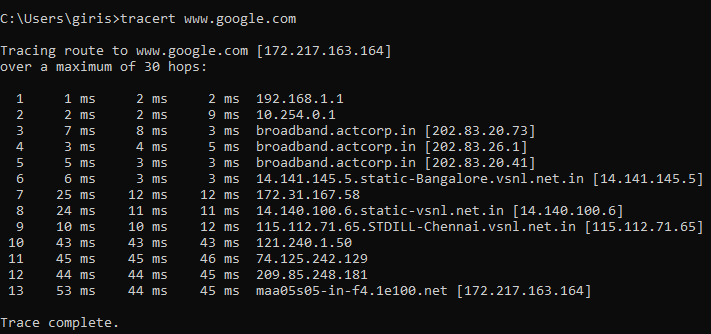 C:\Users\giris>tracert www.google.com
Tracing route to www.google.com [172.217.163.164]
over a maximum of 30 hops:
1 1 ms 2 ms 2 ms 192.168.1.1
2 2 ms 2 ms 9 ms 10.254.0.1
3 7 ms 8 ms 3 ms broadband.actcorp.in [202.83.20.73]
4 3 ms 4 ms 5 ms broadband.actcorp.in [202.83.26.1]
5 5 ms 3 ms 3 ms broadband.actcorp.in [202.83.20.41]
6 6 ms 3 ms 3 ms 14.141.145.5.static-Bangalore.vsnl.net.in [14.141.145.5]
7 25 ms 12 ms 12 ms 172.31.167.58
8 24 ms 11 ms 11 ms 14.140.100.6.static-vsnl.net.in [14.140.100.6]
9 10 ms 10 ms 12 ms 115.112.71.65.STDILL-Chennai.vsnl.net.in [115.112.71.65]
10 43 ms 43 ms 43 ms 121.240.1.50
11 45 ms 45 ms 46 ms 74.125.242.129
12 44 ms 44 ms 45 ms 209.85.248.181
13 53 ms 44 ms 45 ms maa05s05-in-f4.1e100.net [172.217.163.164]
Trace complete.